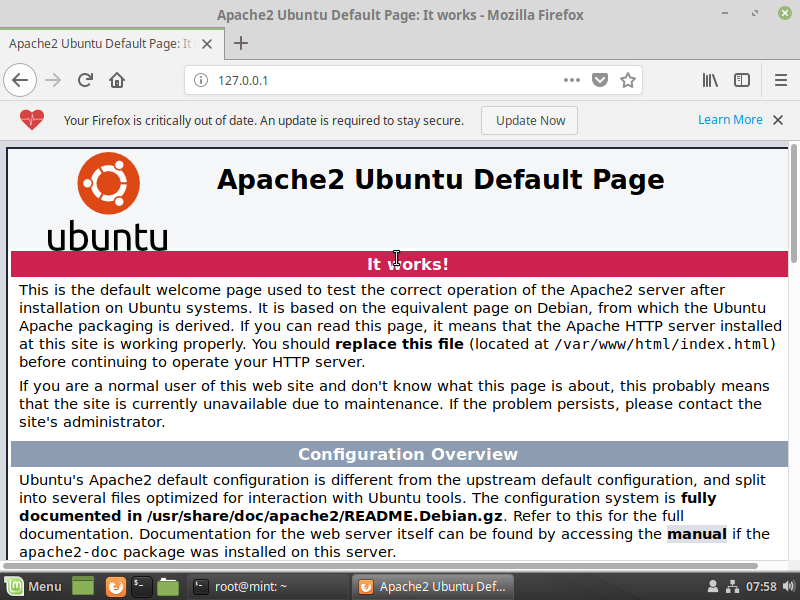 Apache2 Ubuntu Default Page: It works - Mozilla Firefox
Apache2 Ubuntu Default Page: It
127.0.0.1
Your Firefox is critically out of date. An update is required to stay secure.
Update Now
Learn More
ubuntu
Apache2 Ubuntu Default Page
It works!
This is the default welcome page used to test the correct operation of the Apache2 server after
installation on Ubuntu systems. It is based on the equivalent page on Debian, from which the Ubuntu
Apache packaging is derived. If you can read this page, it means that the Apache HTTP server installed
at this site is working properly. You should replace this file (located at /var/www/html/index.html)
before continuing to operate your HTTP server.
If you are a normal user of this web site and don't know what this page is about, this probably means
that the site is currently unavailable due to maintenance. If the problem persists, please contact the
site's administrator.
Configuration Overview
Ubuntu's Apache2 default configuration is different from the upstream default configuration, and split
into several files optimized for interaction with Ubuntu tools. The configuration system is fully
documented in /usr/share/doc/apache2/README.Debian.gz. Refer to this for the full
documentation. Documentation for the web server itself can be found by accessing the manual if the
apache2-doc package was installed on this server.
Menu
root@mint: ~
Apache2 Ubuntu Def...
07:58